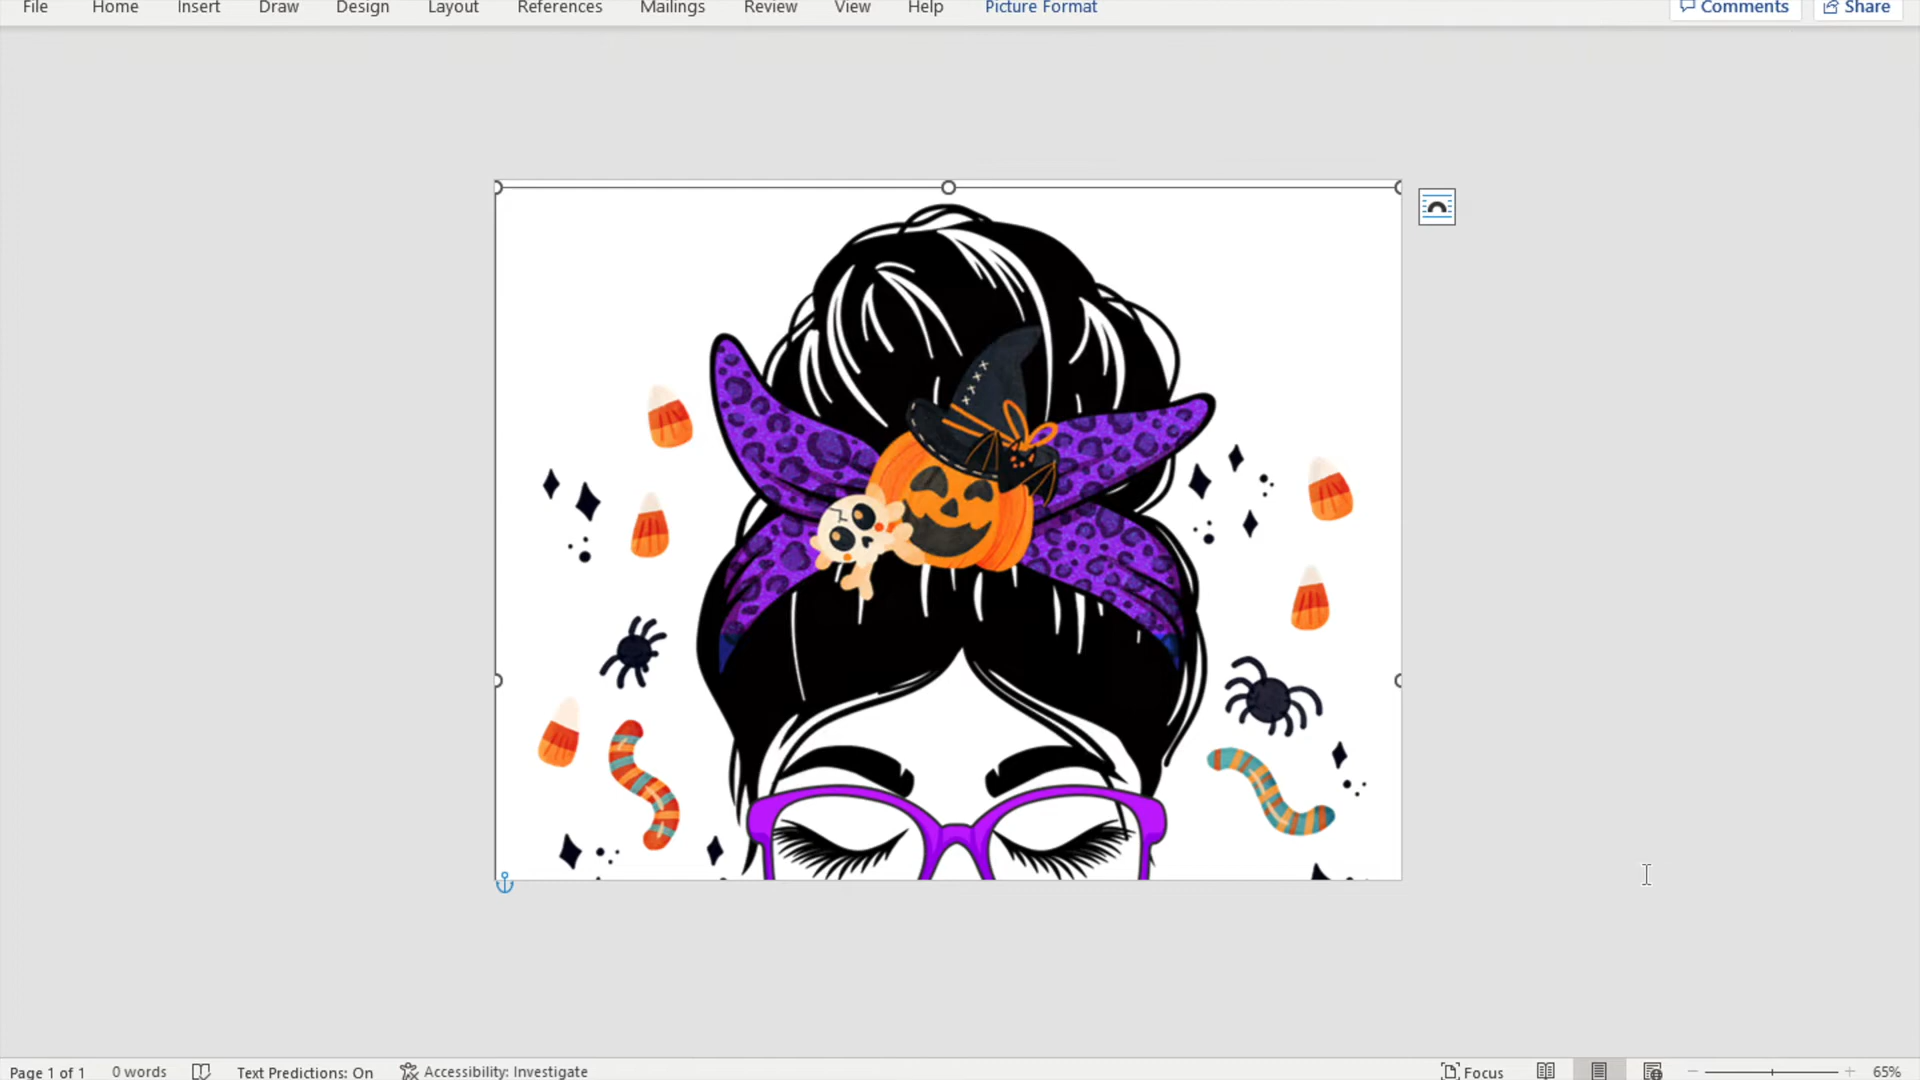 File Home Insert Draw Design Layout References Mailings Review View Help Picture Format Comments Share
Page 1 of 1 0 words Text Predictions: On Accessibility: Investigate Focus 65%